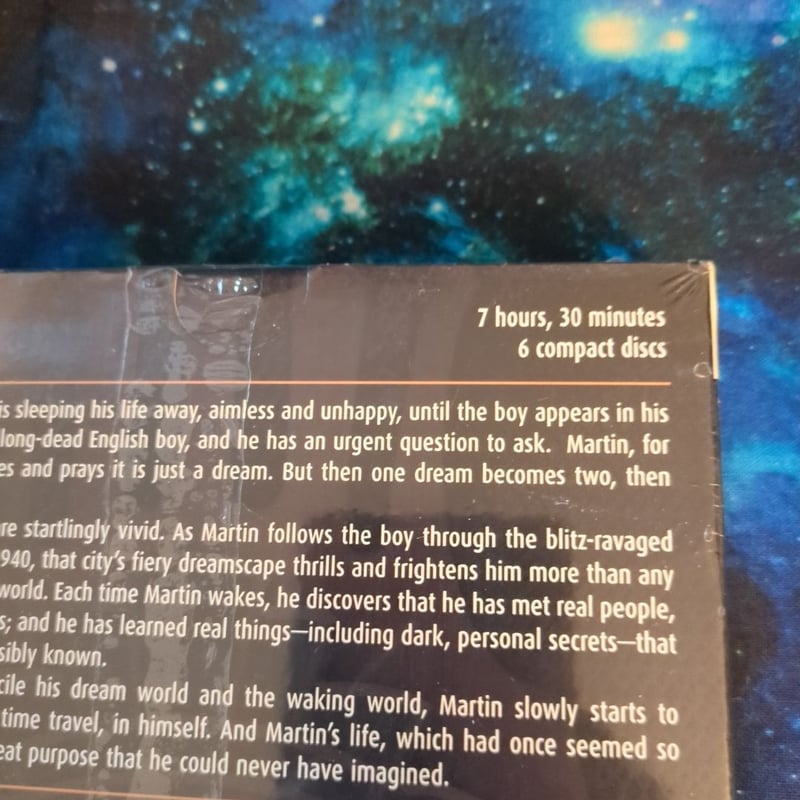 7 hours, 30 minutes
6 compact discs
is sleeping his life away, aimless and unhappy, until the boy appears in his
long-dead English boy, and he has an urgent question to ask. Martin, for
es and prays it is just a dream. But then one dream becomes two, then
re startlingly vivid. As Martin follows the boy through the blitz-ravaged
940, that city's fiery dreamscape thrills and frightens him more than any
world. Each time Martin wakes, he discovers that he has met real people,
s; and he has learned real things—including dark, personal secrets—that
sibly known.
cile his dream world and the waking world, Martin slowly starts to
time travel, in himself. And Martin's life, which had once seemed so
eat purpose that he could never have imagined.